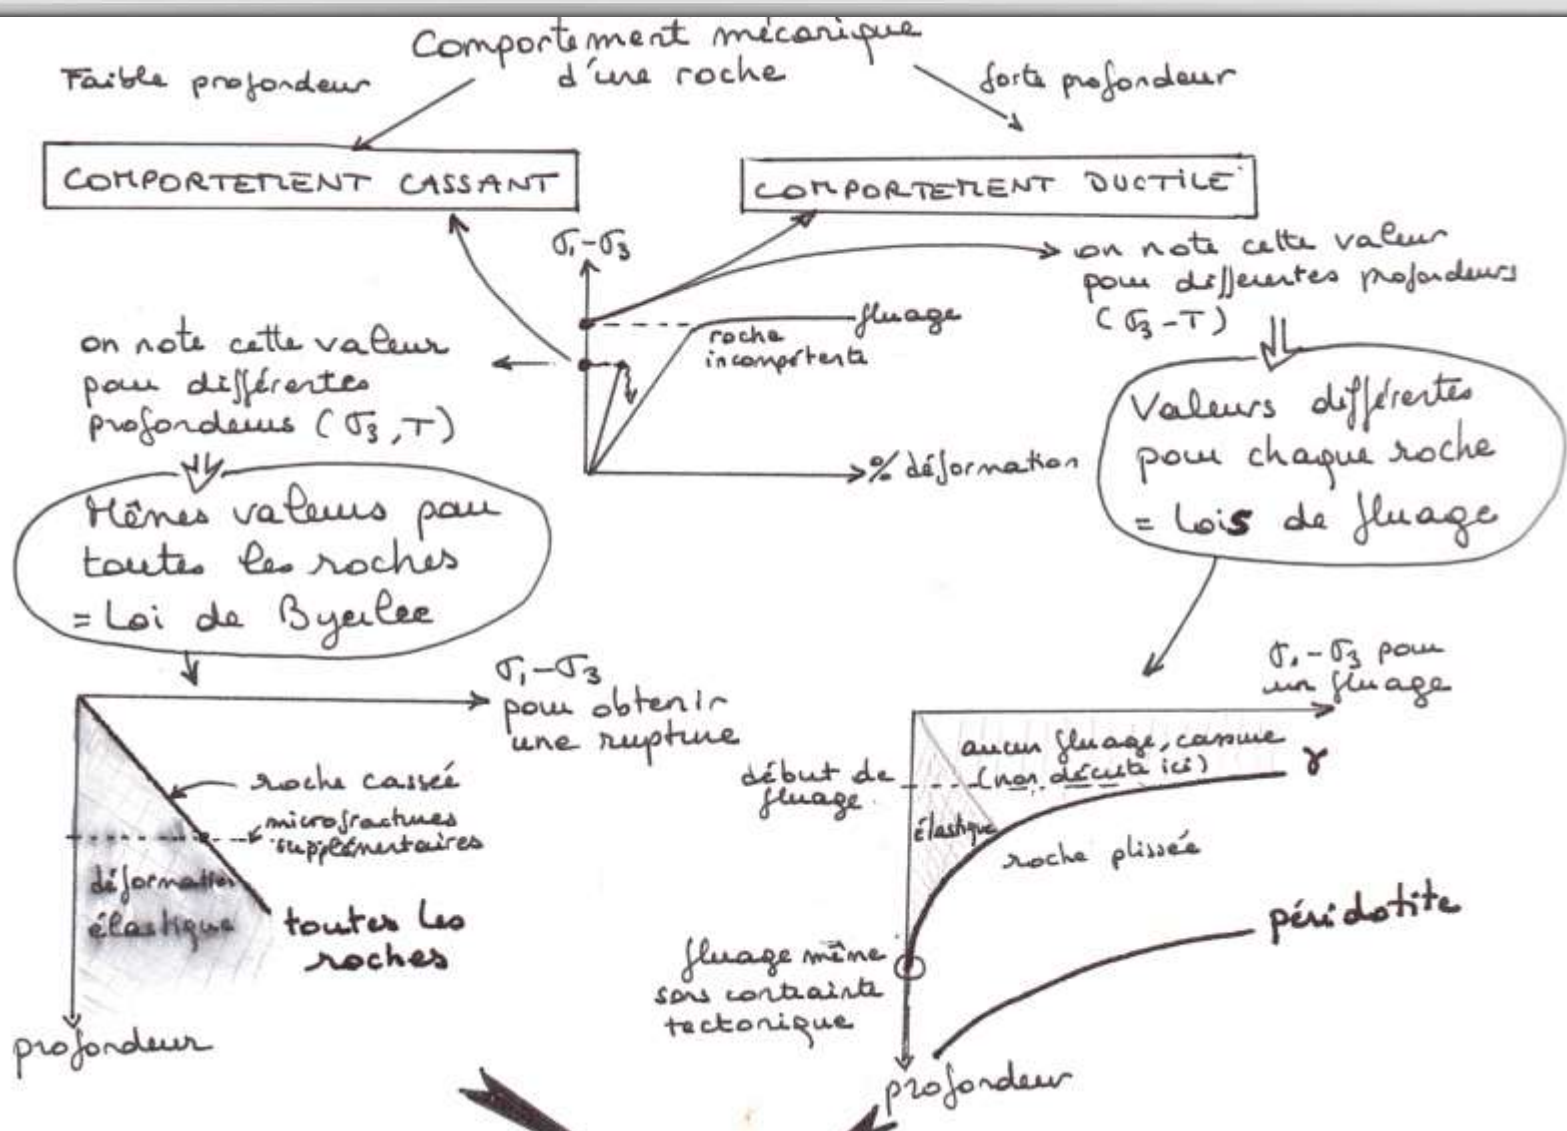 Comportement mécanique
d'une roche
Faible profondeur
forte profondeur
COMPORTEMENT CASSANT
COMPORTEMENT DUCTILE
σ₁-σ₃
on note cette valeur
pour différentes profondeurs
(σ₃-T)
fluage
roche
incompétente
on note cette valeur
pour différentes
profondeurs (σ₃,T)
% déformation
Valeurs différentes
pour chaque roche
= Lois de fluage
Mêmes valeurs pour
toutes les roches
= Loi de Byerlee
σ₁-σ₃
pour obtenir
une rupture
σ₁-σ₃ pour
un fluage
roche cassée
microfractures
supplémentaires
déformation
élastique
toutes les
roches
profondeur
aucun fluage, cassure
(non décrite ici)
γ
début de
fluage
élastique
roche plissée
péridotite
fluage même
sans contrainte
tectonique
profondeur